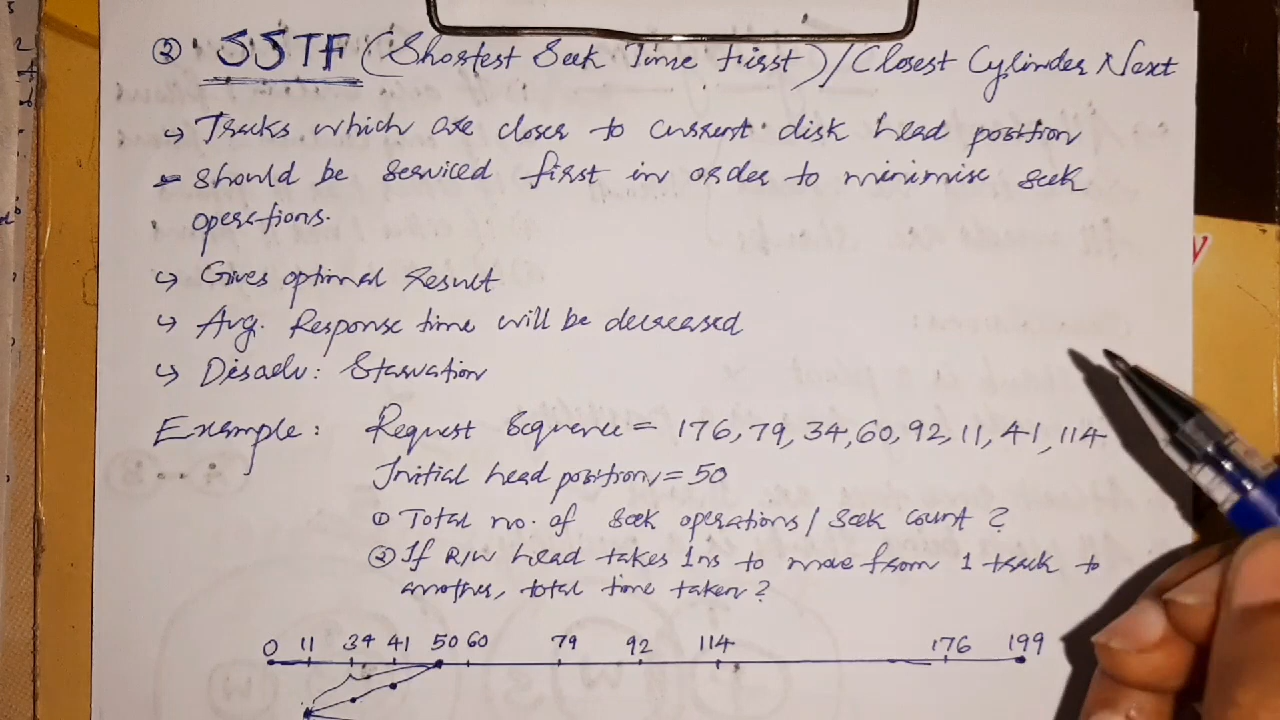 ② SSTF (Shortest Seek Time First) / Closest Cylinder Next
↳ Tracks which are closer to current disk head position
should be serviced first in order to minimise seek
operations.
↳ Gives optimal result
↳ Avg. Response time will be decreased
↳ Disadv: Starvation
Example: Request Sequence = 176, 79, 34, 60, 92, 11, 41, 114
Initial head position = 50
① Total no. of seek operations / seek count ?
② If R/W head takes 1ns to move from 1 track to
another, total time taken ?
0 11 34 41 50 60 79 92 114 176 199